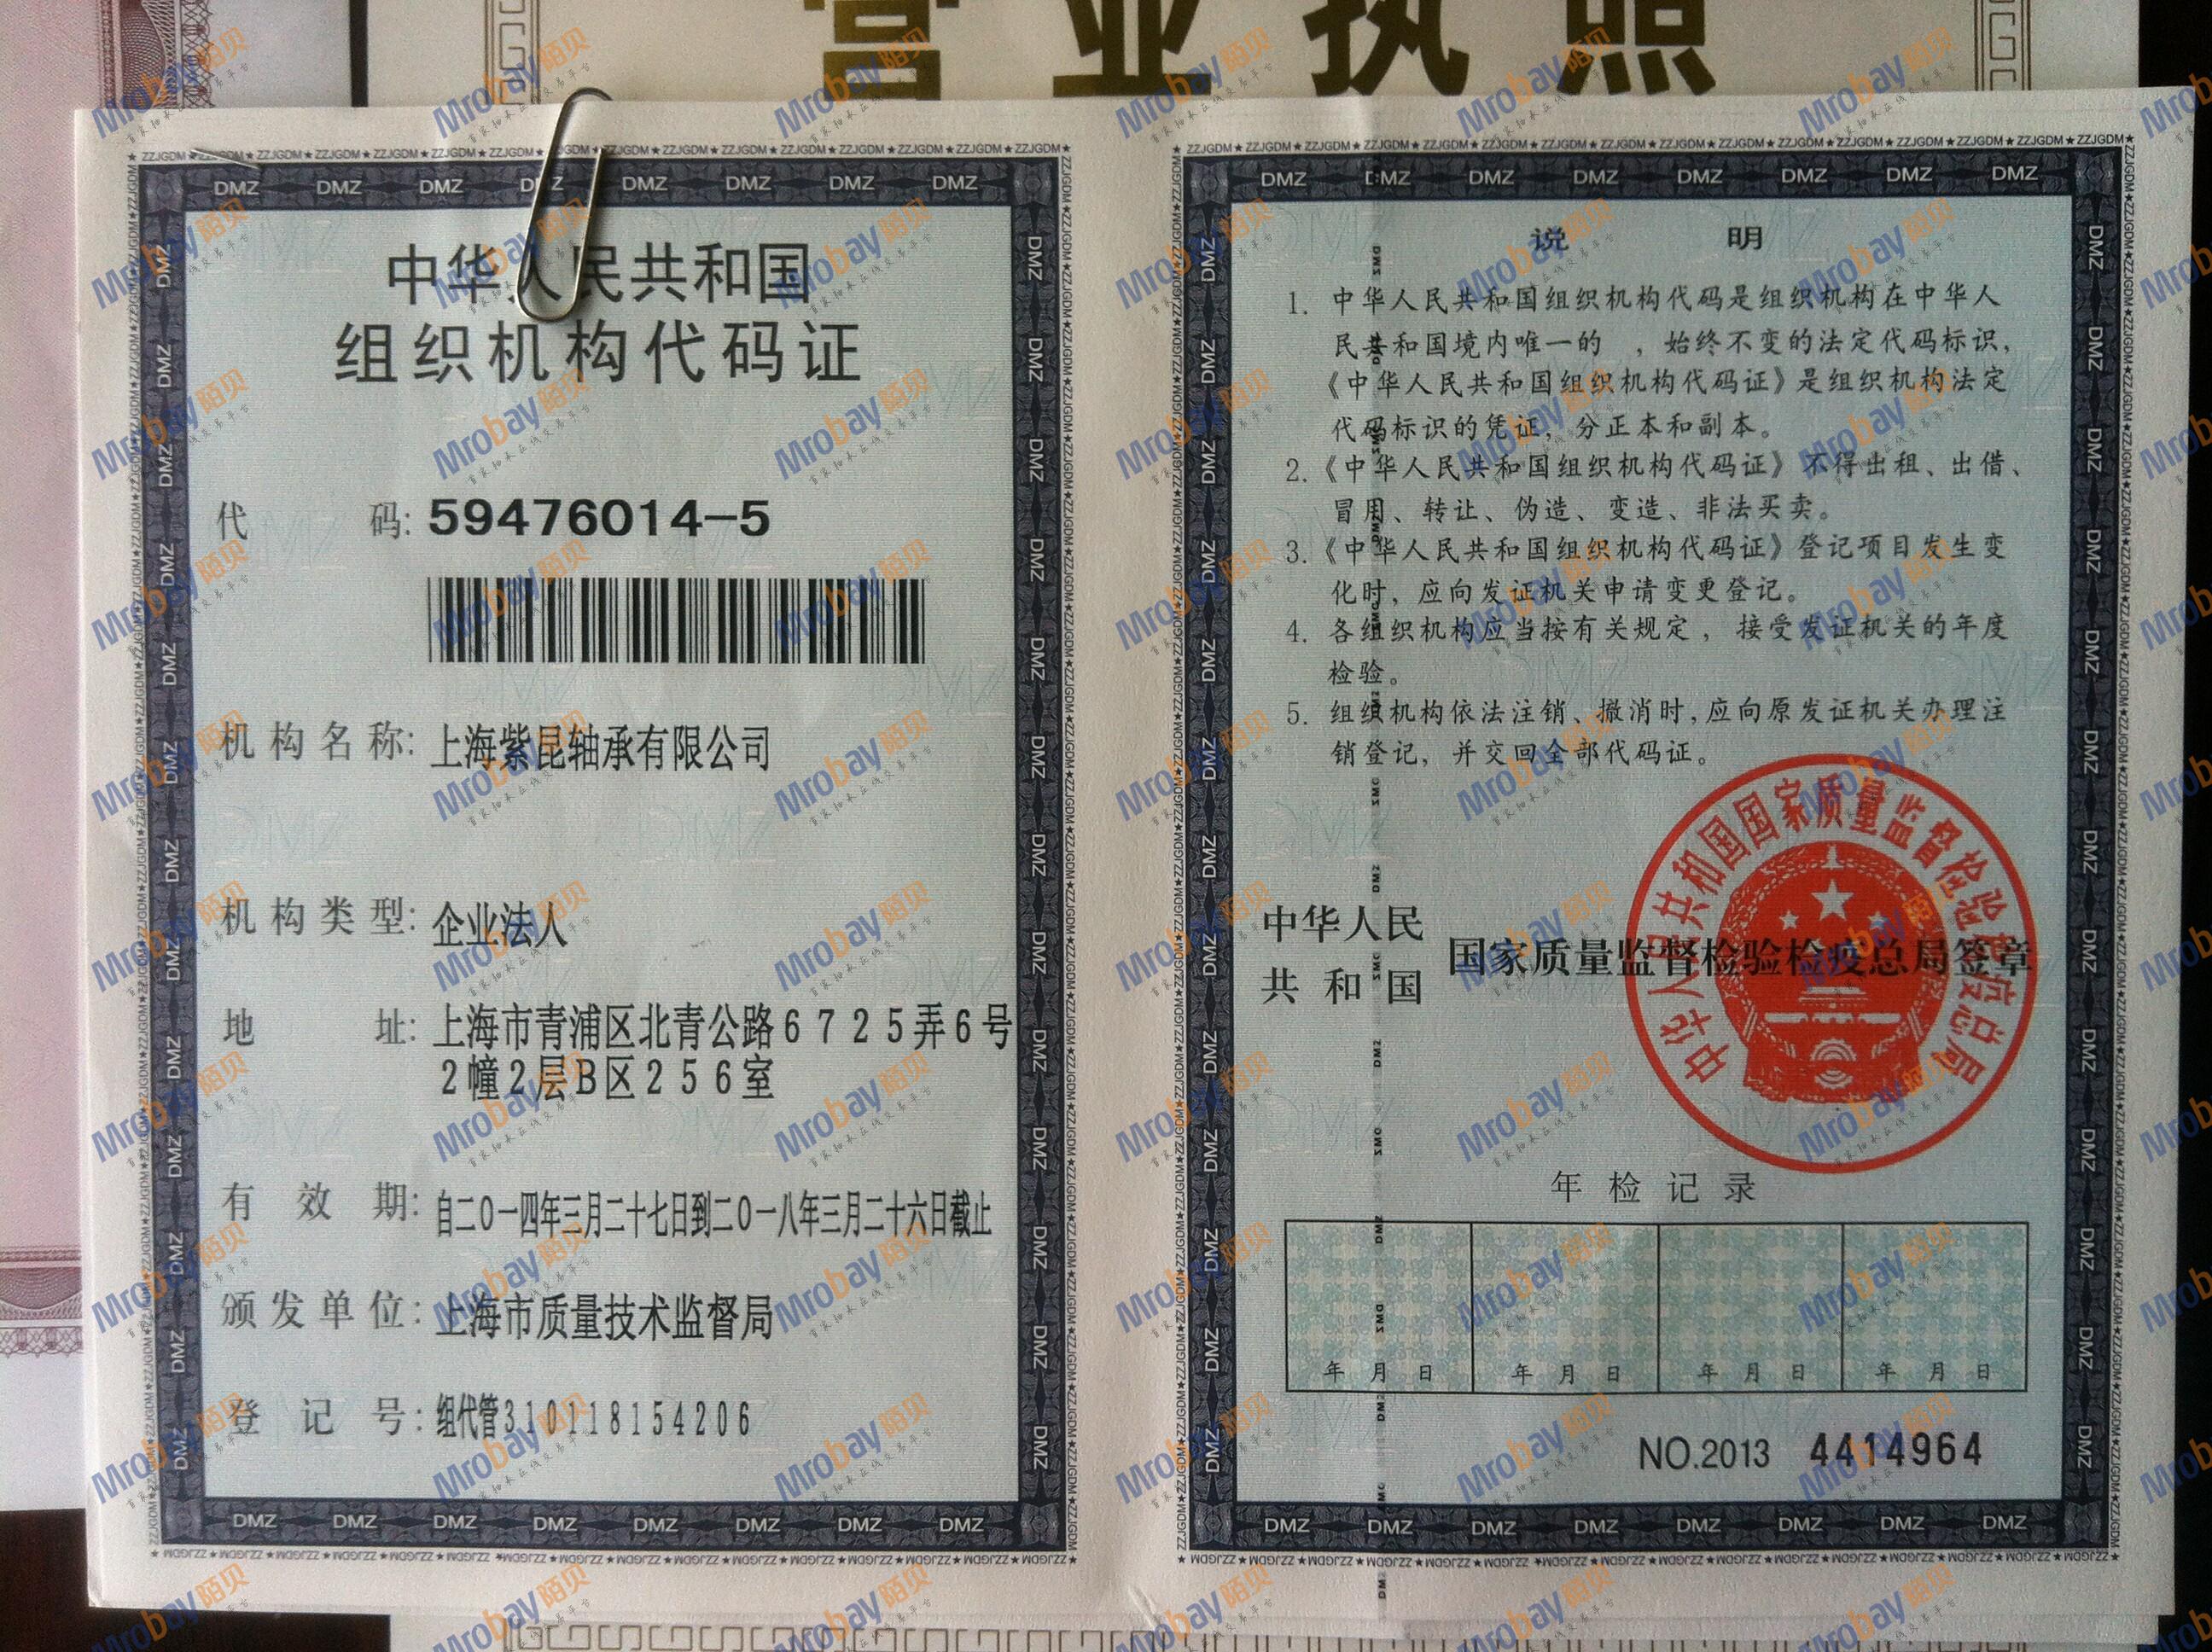 营业执照
中华人民共和国
组织机构代码证
代 码: 59476014-5
机构名称: 上海紫昆轴承有限公司
机构类型: 企业法人
地 址: 上海市青浦区北青公路6725弄6号
2幢2层B区256室
有 效 期: 自二0一四年三月二十七日到二0一八年三月二十六日截止
颁发单位: 上海市质量技术监督局
登 记 号: 组代管310118154206
说 明
1. 中华人民共和国组织机构代码是组织机构在中华人
民共和国境内唯一的 ，始终不变的法定代码标识，
《中华人民共和国组织机构代码证》是组织机构法定
代码标识的凭证，分正本和副本。
2.《中华人民共和国组织机构代码证》不得出租、出借、
冒用、转让、伪造、变造、非法买卖。
3.《中华人民共和国组织机构代码证》登记项目发生变
化时，应向发证机关申请变更登记。
4. 各组织机构应当按有关规定，接受发证机关的年度
检验。
5. 组织机构依法注销、撤消时，应向原发证机关办理注
销登记，并交回全部代码证。
中华人民
共和国 国家质量监督检验检疫总局签章
中华人民共和国国家质量监督检验检疫总局
年检记录
年 月 日 年 月 日 年 月 日 年 月 日
NO.2013 4414964
DMZ
ZZJGDM★ZZJGDM
Mrobay陌贝